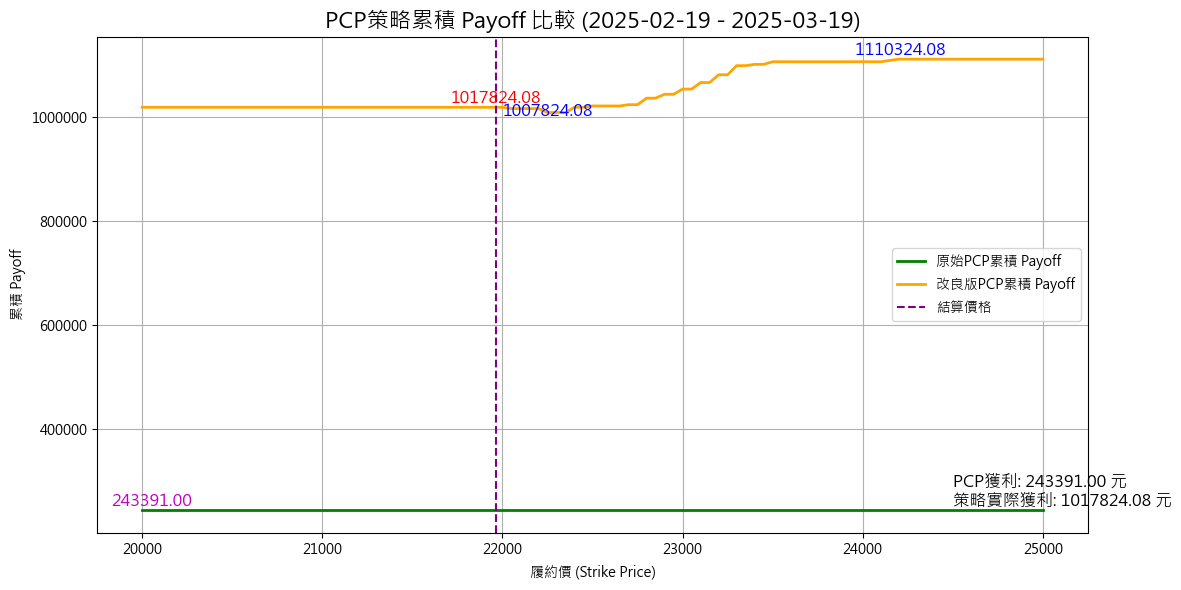 PCP策略累積 Payoff 比較 (2025-02-19 - 2025-03-19)
1110324.08
1017824.08
1007824.08
1000000
800000
600000
400000
累積 Payoff
原始PCP累積 Payoff
改良版PCP累積 Payoff
結算價格
243391.00
PCP獲利: 243391.00 元
策略實際獲利: 1017824.08 元
20000
21000
22000
23000
24000
25000
履約價 (Strike Price)